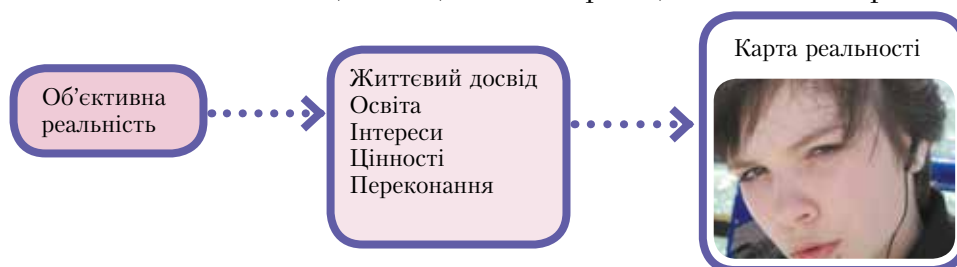 Об’єктивна
реальність
Життєвий досвід
Освіта
Інтереси
Цінності
Переконання
Карта реальності